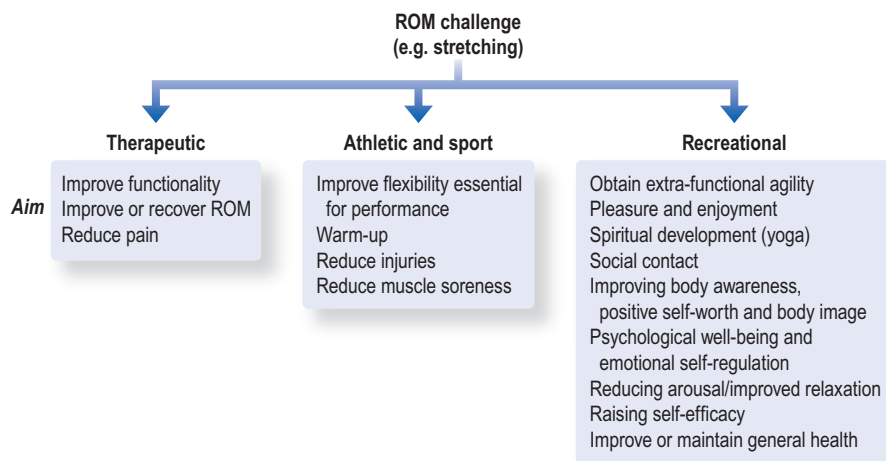 ROM challenge
(e.g. stretching)
Therapeutic
Athletic and sport
Recreational
Aim
Improve functionality
Improve or recover ROM
Reduce pain
Improve flexibility essential
for performance
Warm-up
Reduce injuries
Reduce muscle soreness
Obtain extra-functional agility
Pleasure and enjoyment
Spiritual development (yoga)
Social contact
Improving body awareness,
positive self-worth and body image
Psychological well-being and
emotional self-regulation
Reducing arousal/improved relaxation
Raising self-efficacy
Improve or maintain general health